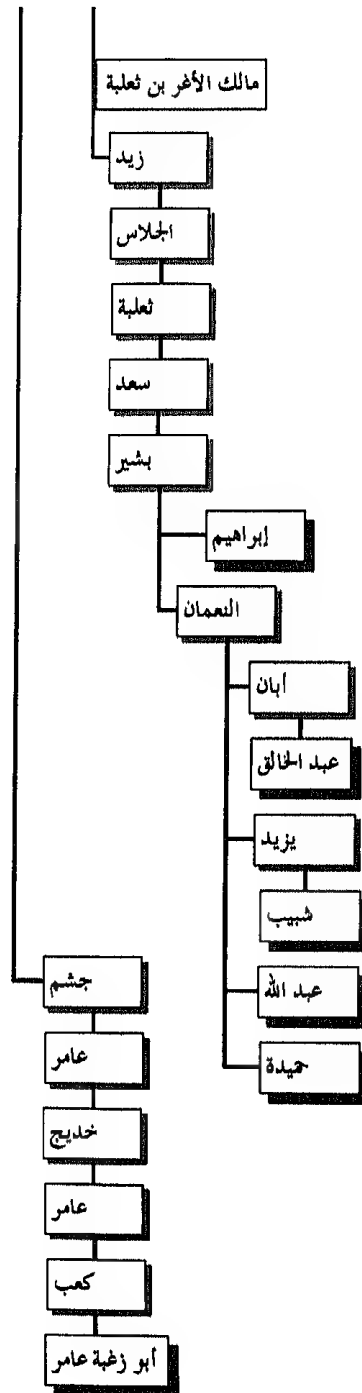 مالك الأغر بن ثعلبة
زيد
الجلاس
ثعلبة
سعد
بشير
إبراهيم
النعمان
أبان
عبد الخالق
يزيد
شبيب
عبد الله
حميدة
جشم
عامر
خديج
عامر
كعب
أبو زغبة عامر